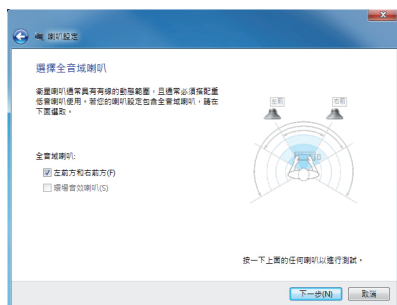 喇叭設定
選擇全音域喇叭
衛星喇叭通常具有有線的動態範圍，且通常必須搭配重
低音喇叭使用。若您的喇叭設定包含全音域喇叭，請在
下面選取。
左前
右前
全音域喇叭:
左前方和右前方(F)
環場音效喇叭(S)
按一下上面的任何喇叭以進行測試。
下一步(N)
取消